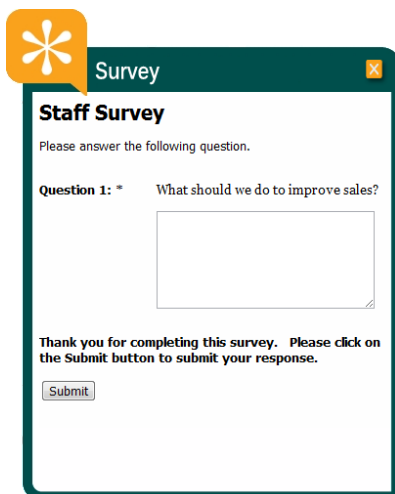 Survey
X
Staff Survey
Please answer the following question.
Question 1: * What should we do to improve sales?
Thank you for completing this survey. Please click on
the Submit button to submit your response.
Submit